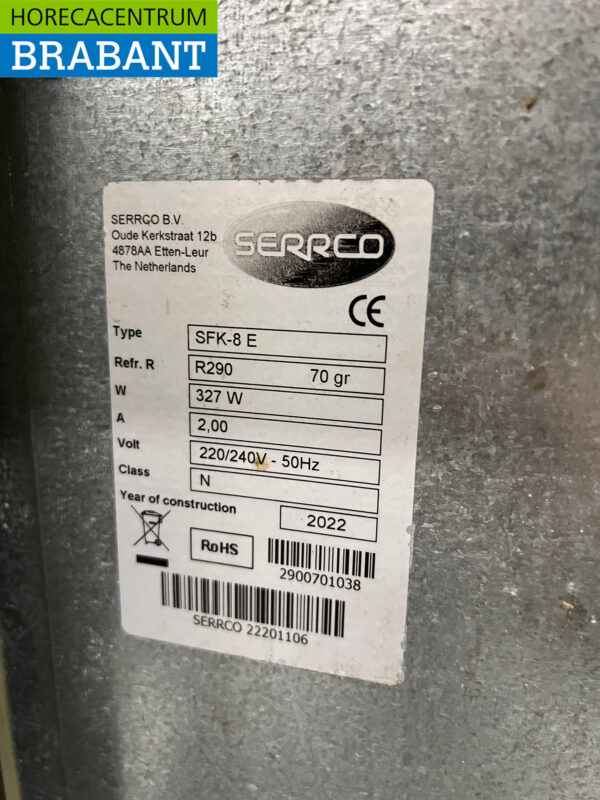 HORECACENTRUM
BRABANT
SERRCO B.V.
Oude Kerkstraat 12b
4878AA Etten-Leur
The Netherlands
SERRCO
CE
Type SFK-8 E
Refr. R R290 70 gr
W 327 W
A 2,00
Volt 220/240V - 50Hz
Class N
Year of construction 2022
RoHS
2900701038
SERRCO 22201106